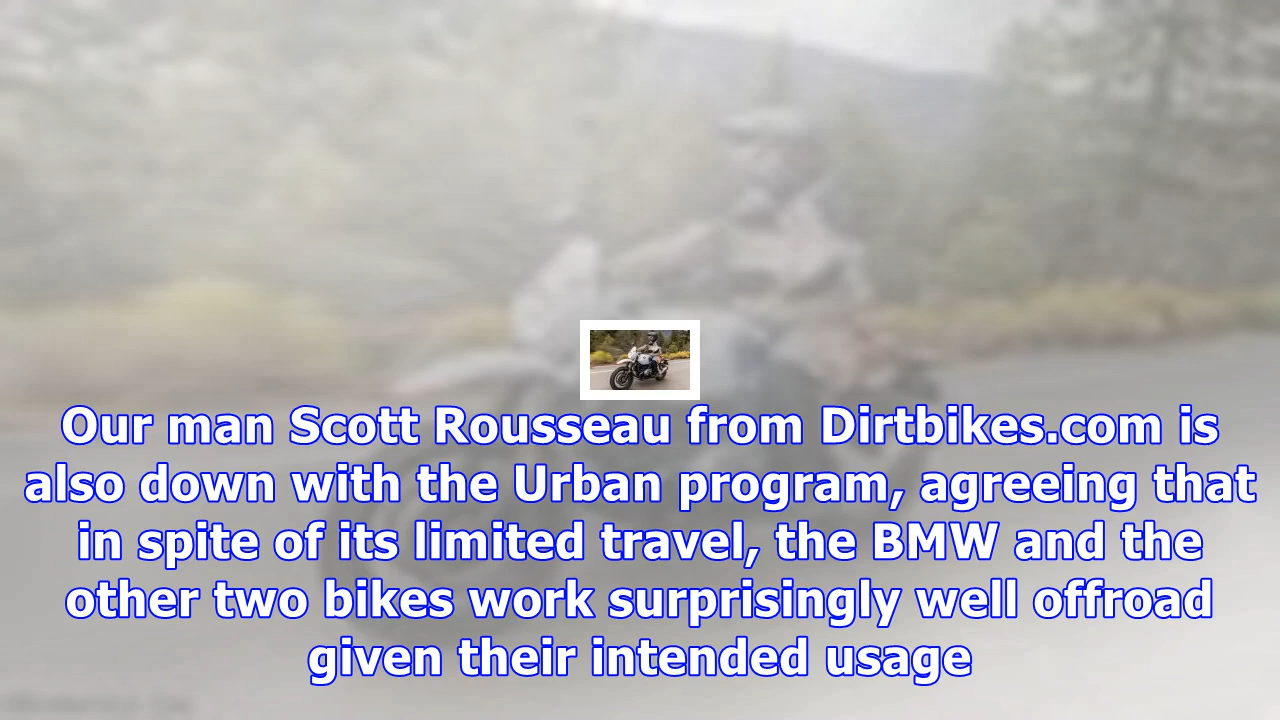 Our man Scott Rousseau from Dirtbikes.com is
also down with the Urban program, agreeing that
in spite of its limited travel, the BMW and the
other two bikes work surprisingly well offroad
given their intended usage